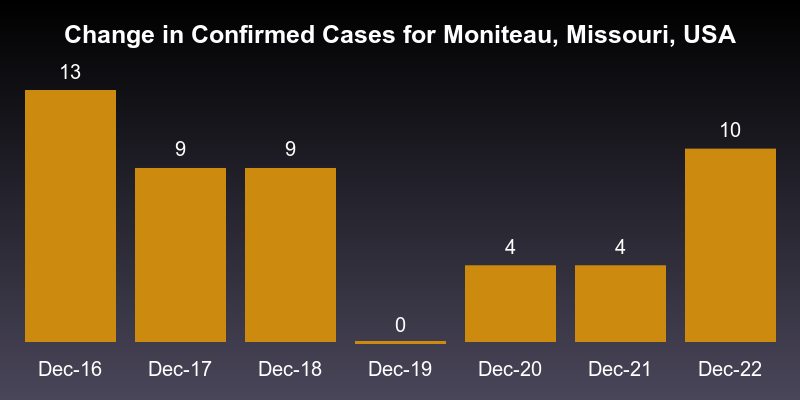 Change in Confirmed Cases for Moniteau, Missouri, USA
13
9
9
0
4
4
10
Dec-16
Dec-17
Dec-18
Dec-19
Dec-20
Dec-21
Dec-22